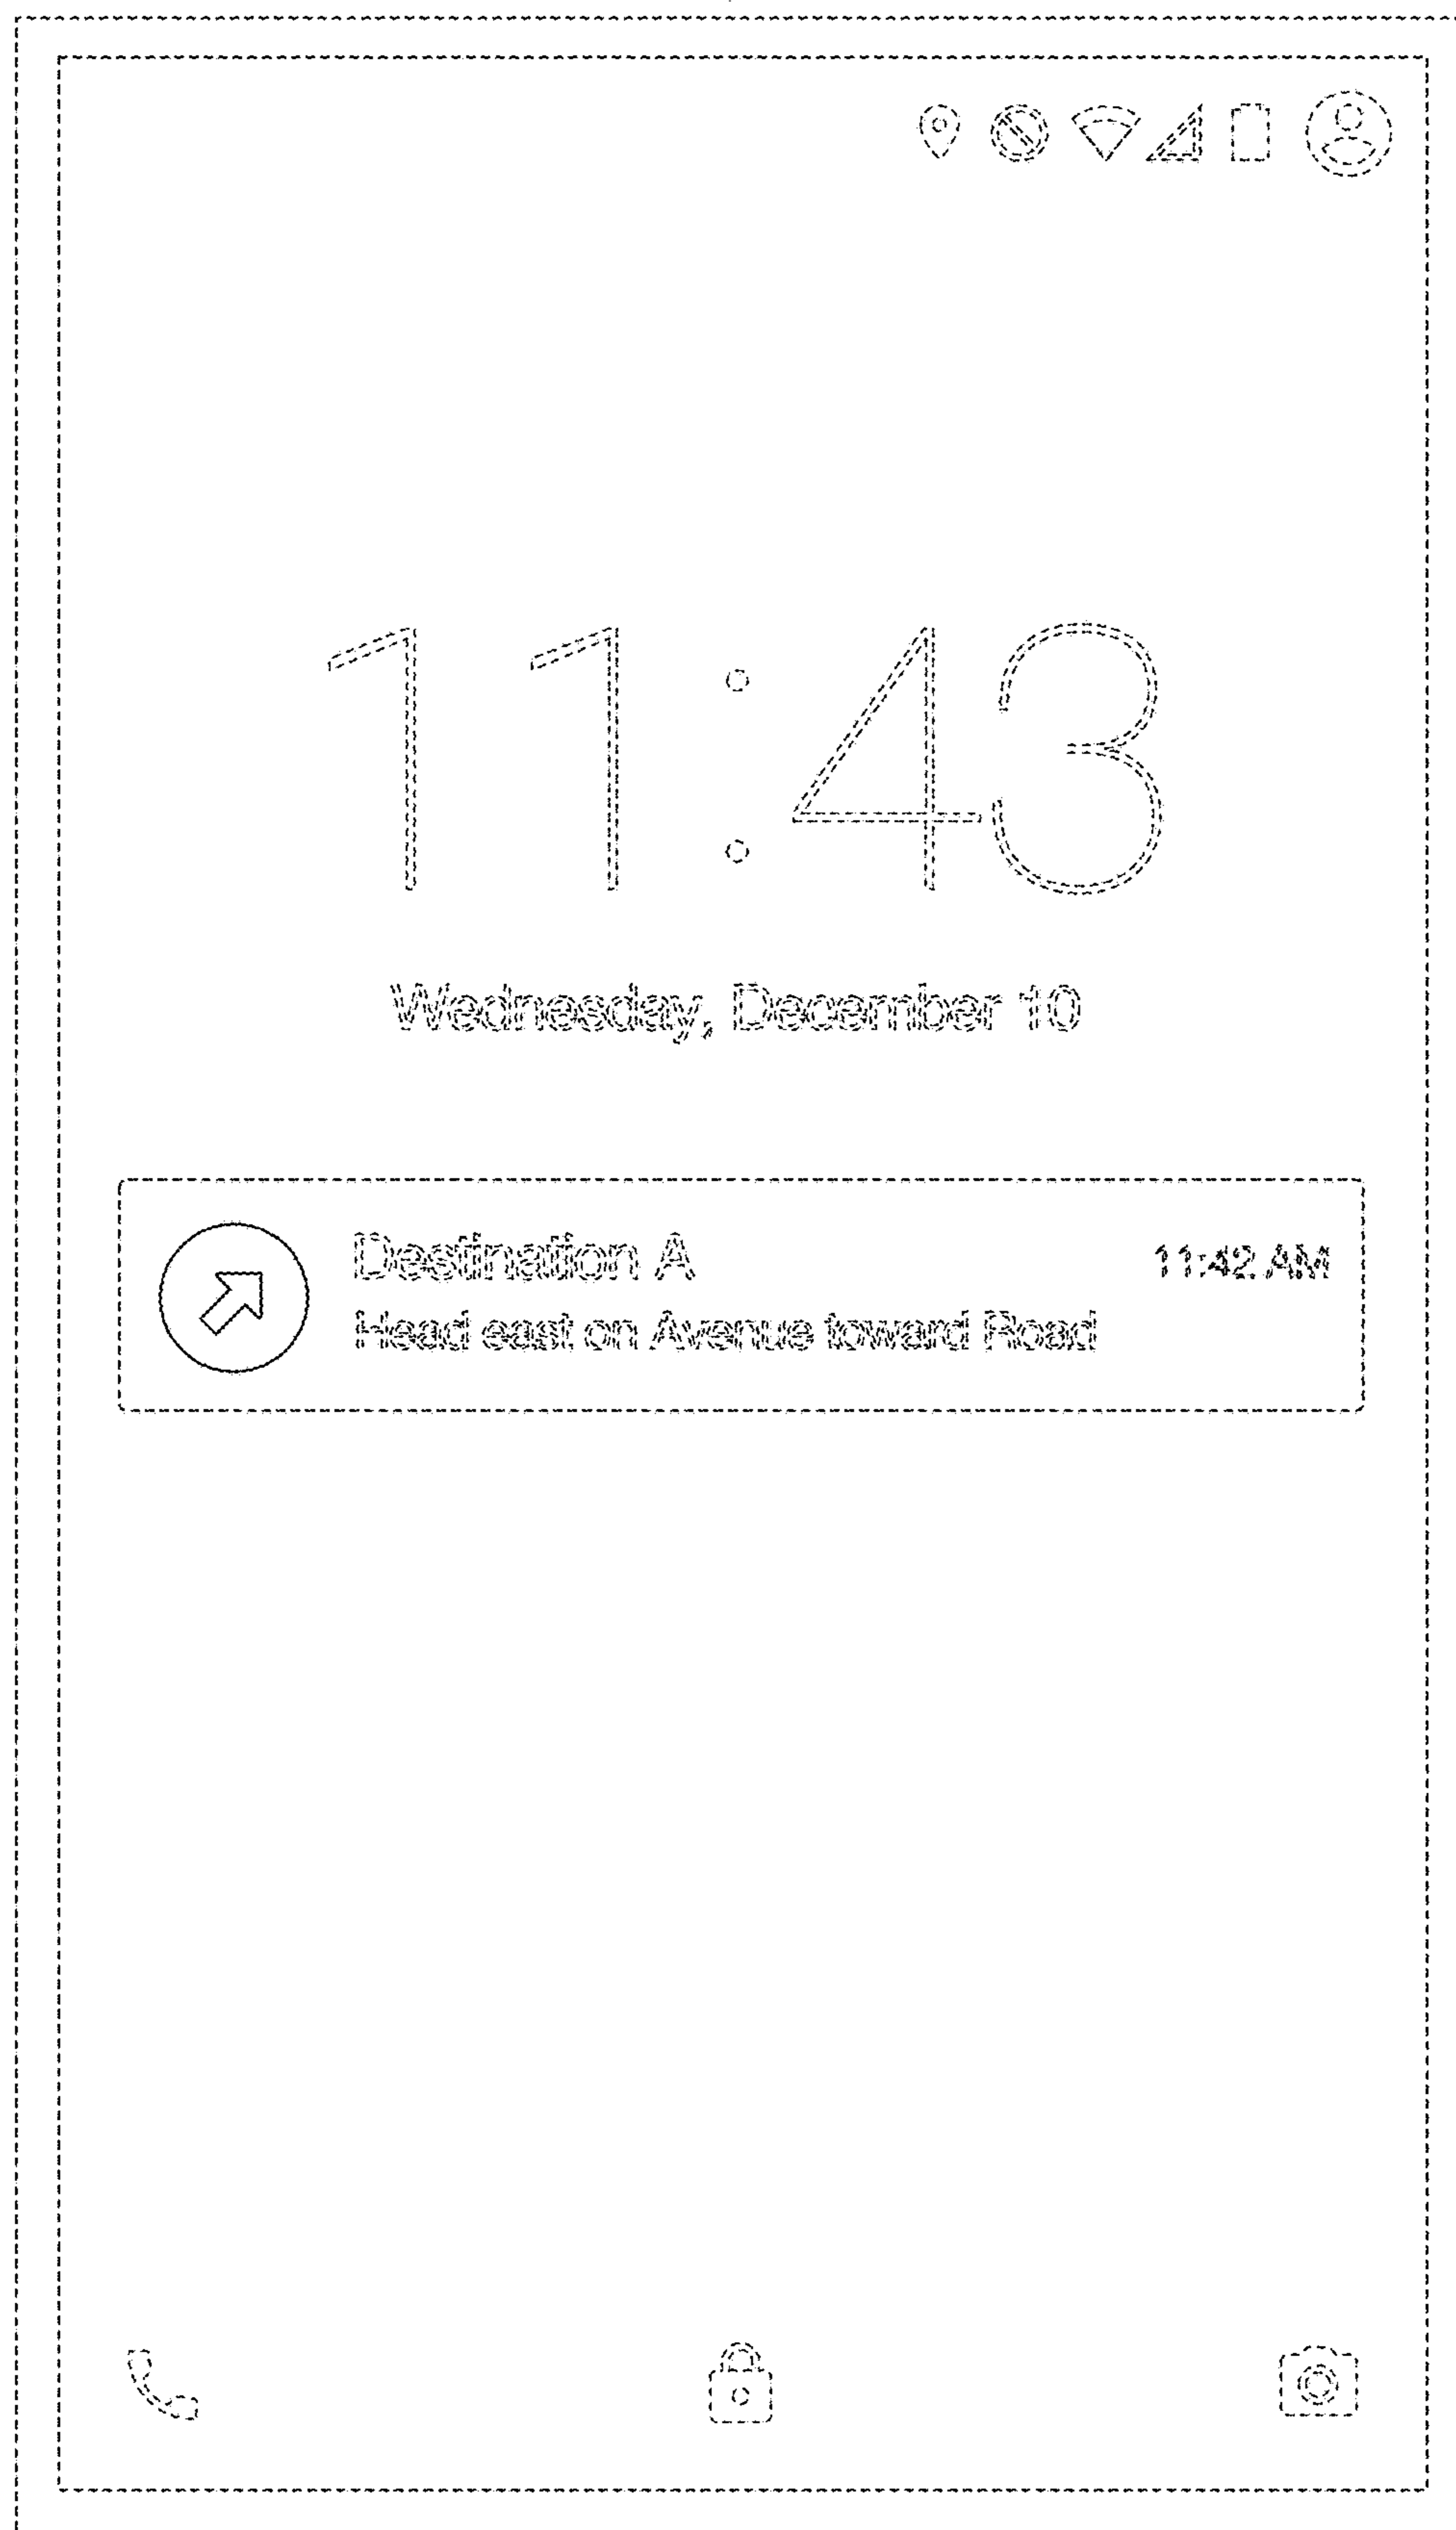 11:43
Wednesday, December 10
Destination A 11:42 AM
Head east on Avenue toward Road